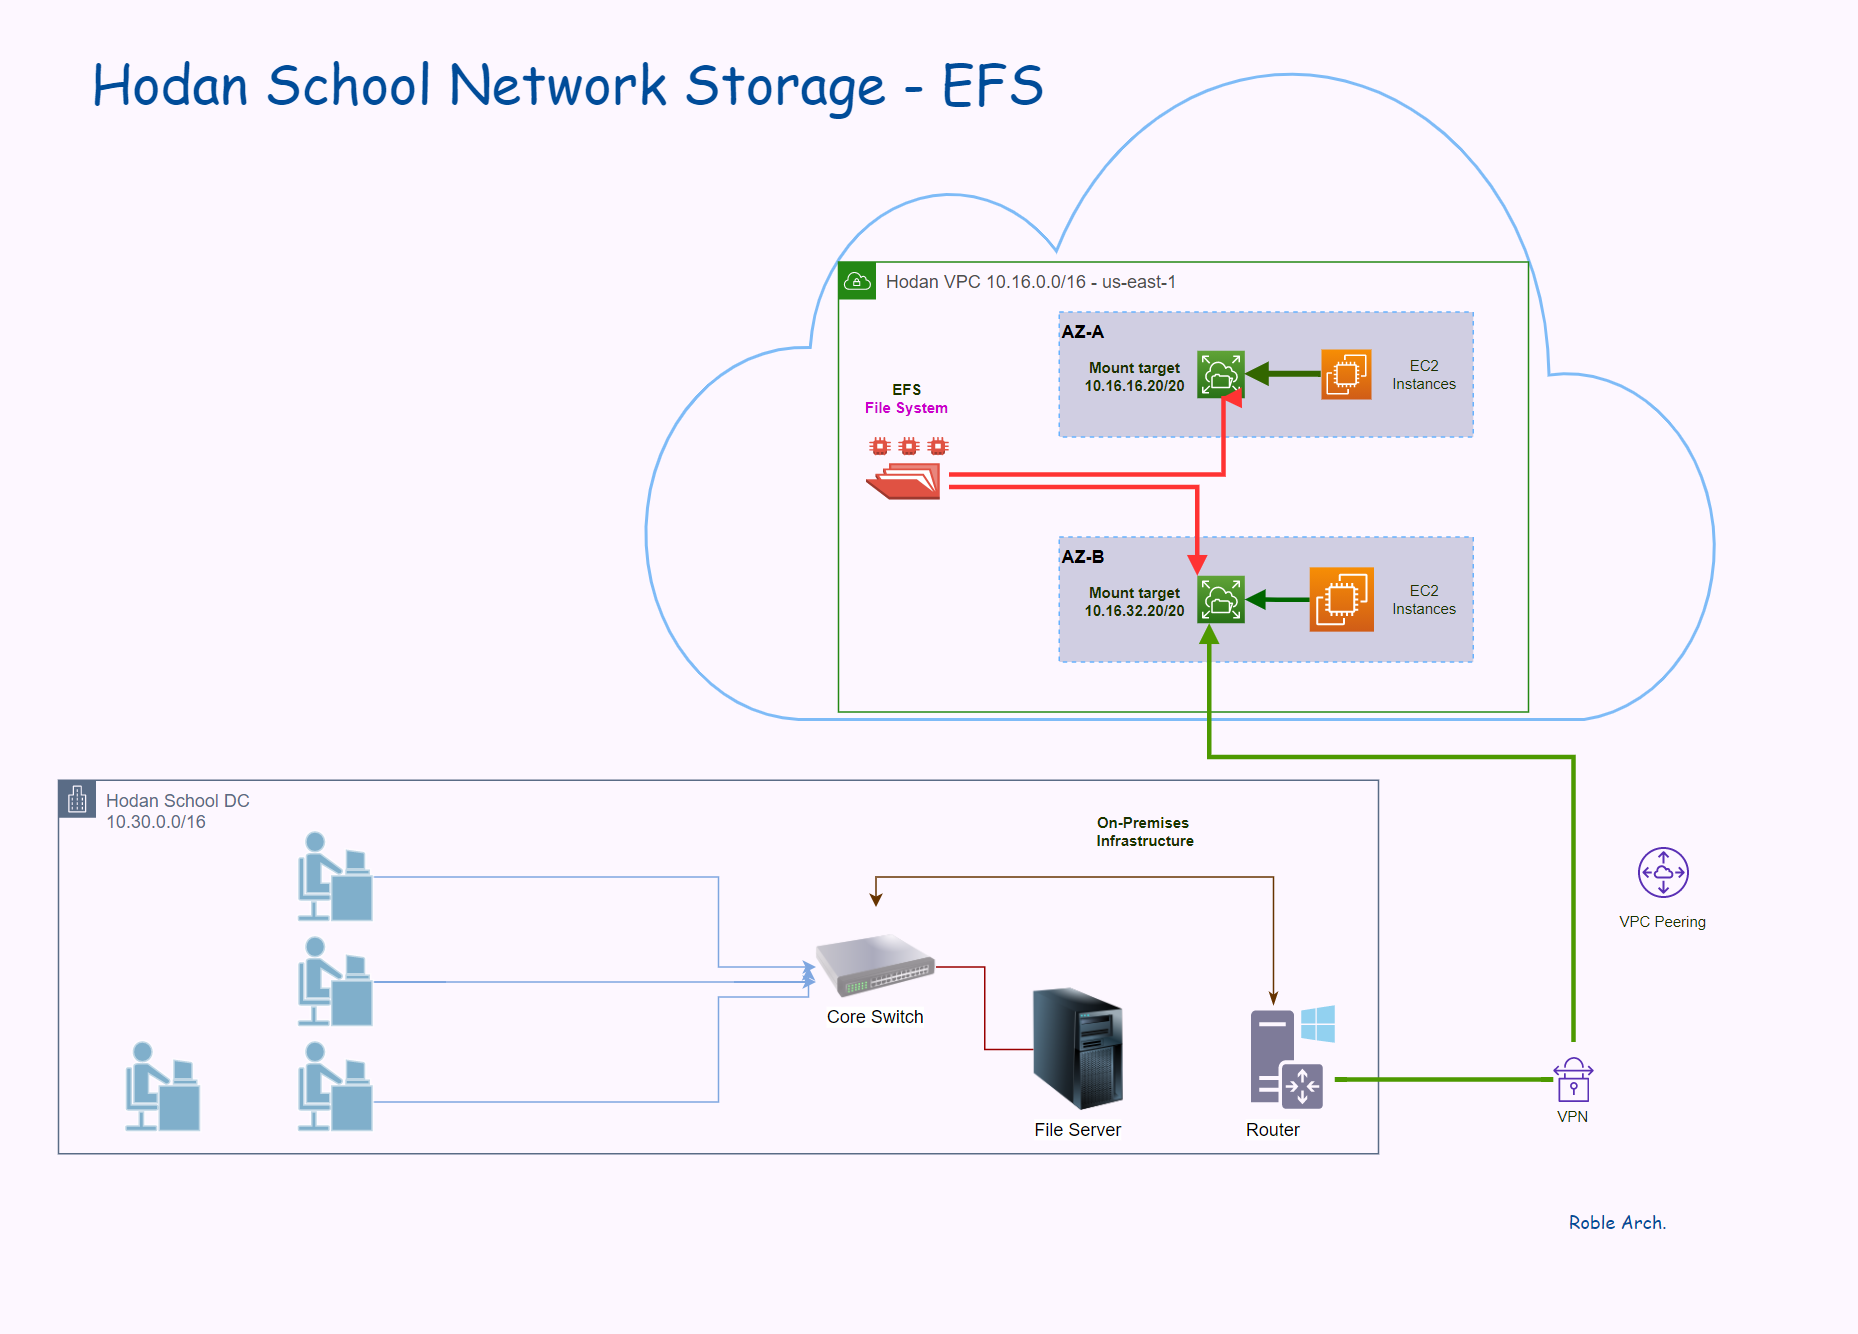 Hodan School Network Storage - EFS
Hodan VPC 10.16.0.0/16 - us-east-1
AZ-A
Mount target
10.16.16.20/20
EC2
Instances
EFS
File System
AZ-B
Mount target
10.16.32.20/20
EC2
Instances
Hodan School DC
10.30.0.0/16
On-Premises
Infrastructure
VPC Peering
Core Switch
File Server
Router
VPN
Roble Arch.